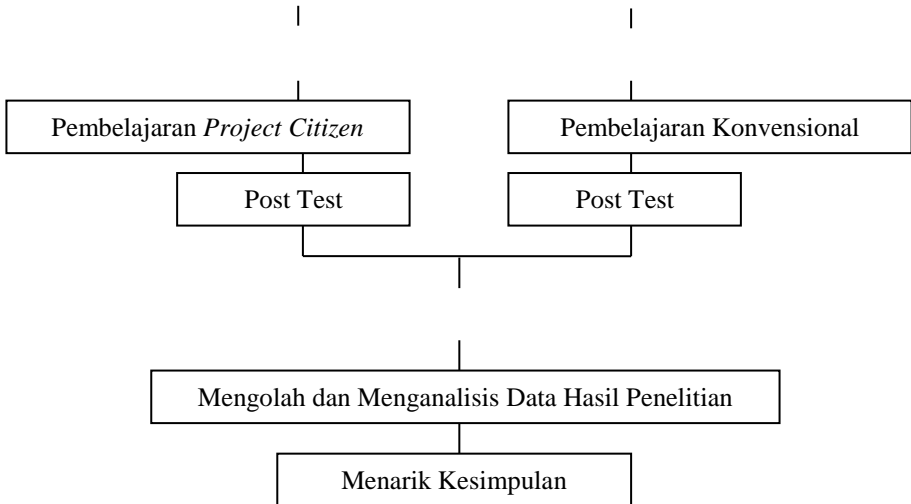 Pembelajaran Project Citizen
Pembelajaran Konvensional
Post Test
Post Test
Mengolah dan Menganalisis Data Hasil Penelitian
Menarik Kesimpulan